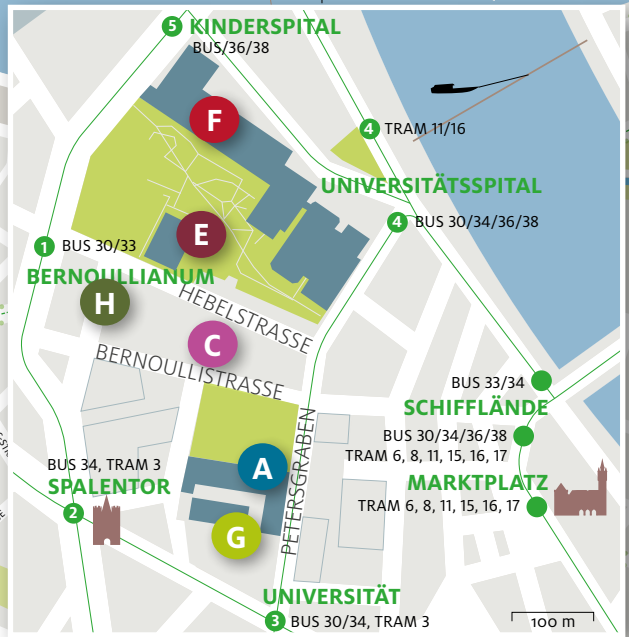 5 KINDERSPITAL
BUS/36/38
F
4 TRAM 11/16
UNIVERSITÄTSSPITAL
4 BUS 30/34/36/38
E
1 BUS 30/33
BERNOULLIANUM
H
HEBELSTRASSE
C
BERNOULLISTRASSE
BUS 33/34
SCHIFFLÄNDE
BUS 30/34/36/38
TRAM 6, 8, 11, 15, 16, 17
PETERSGRABEN
A
BUS 34, TRAM 3
SPALENTOR
2
MARKTPLATZ
TRAM 6, 8, 11, 15, 16, 17
G
UNIVERSITÄT
3 BUS 30/34, TRAM 3
100 m